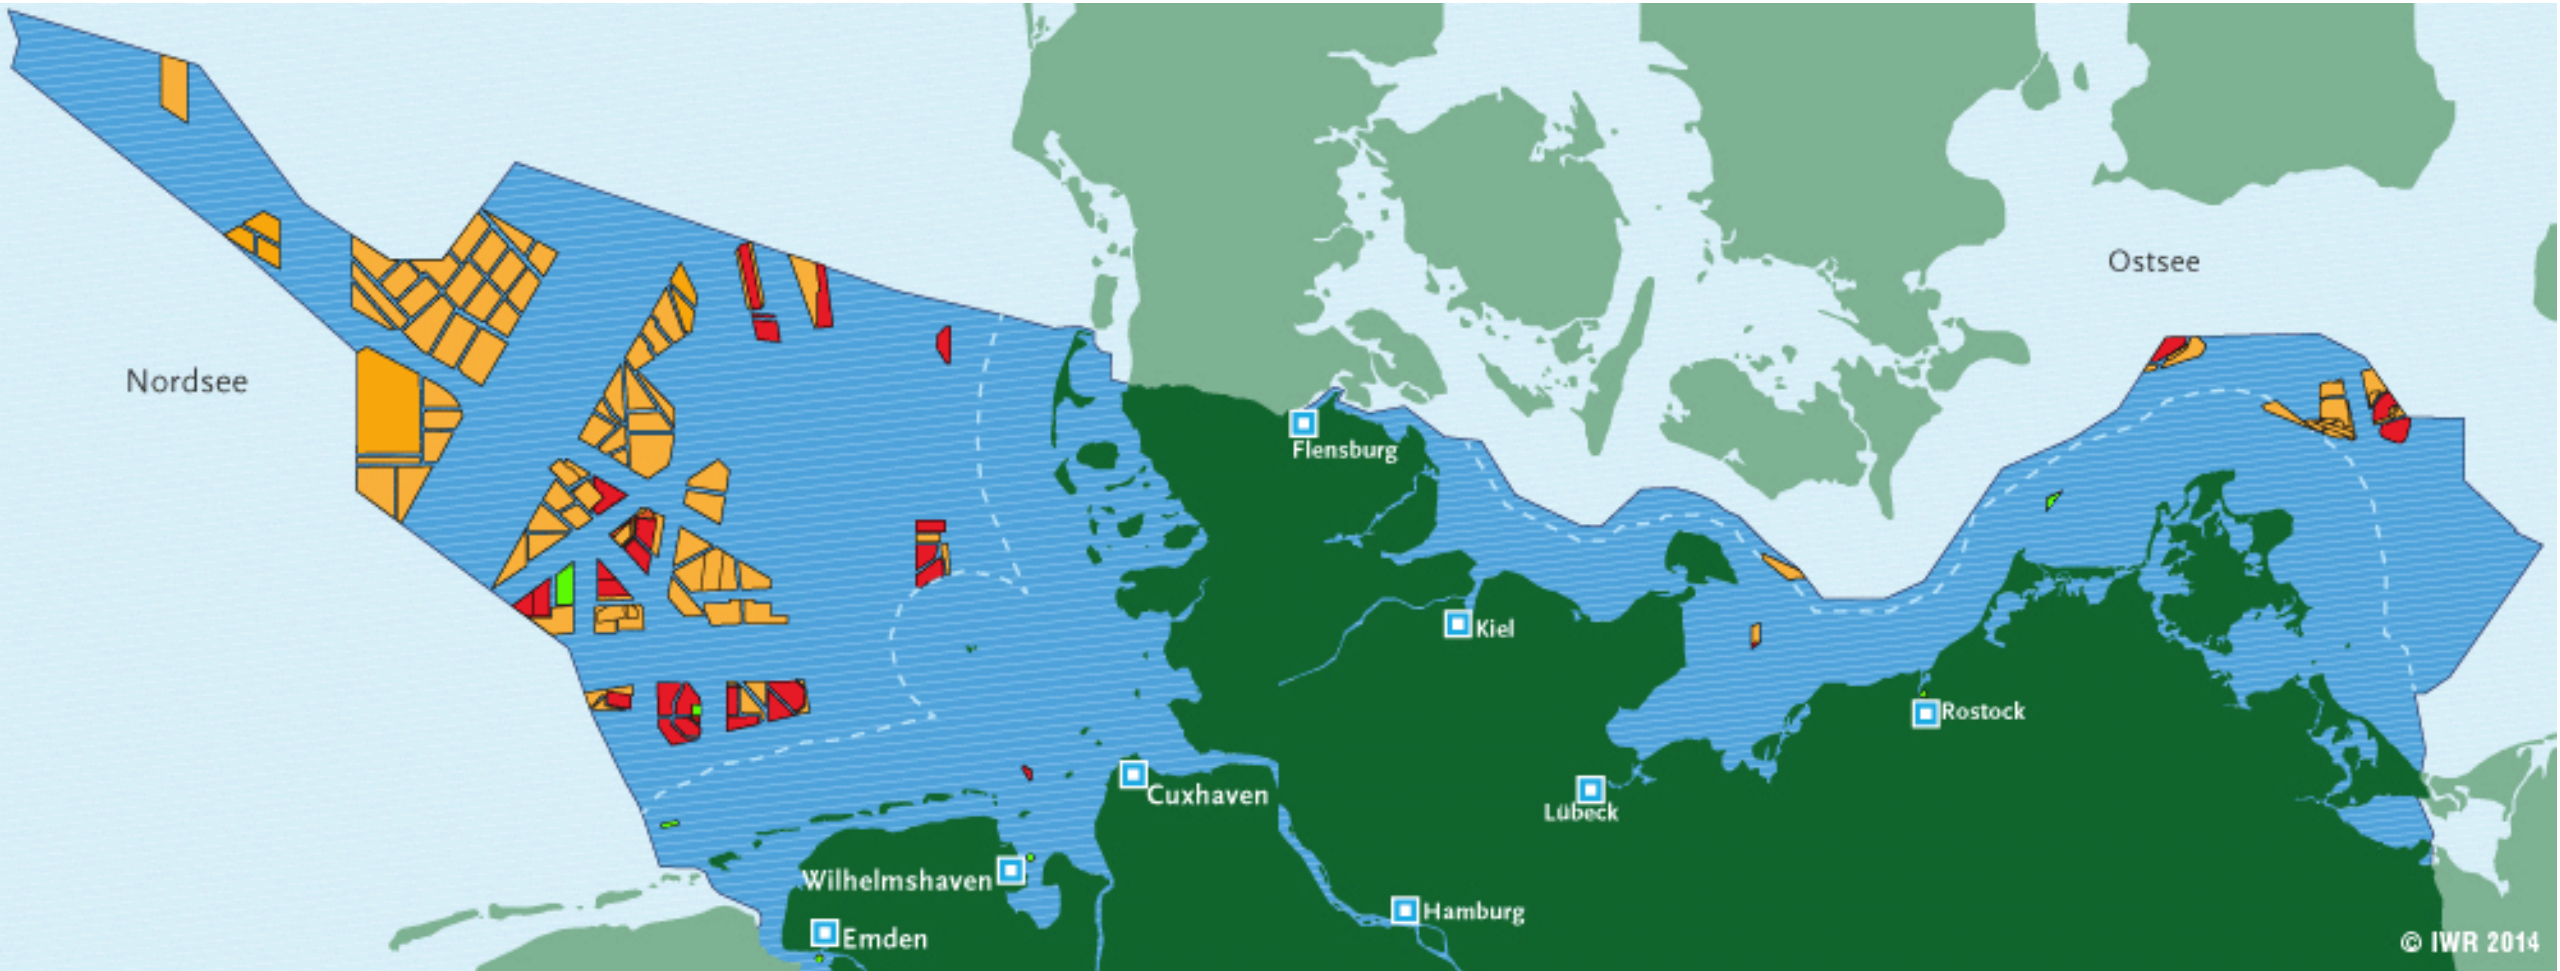 Ostsee
Nordsee
Flensburg
Kiel
Rostock
Cuxhaven
Lübeck
Wilhelmshaven
Hamburg
Emden
© IWR 2014